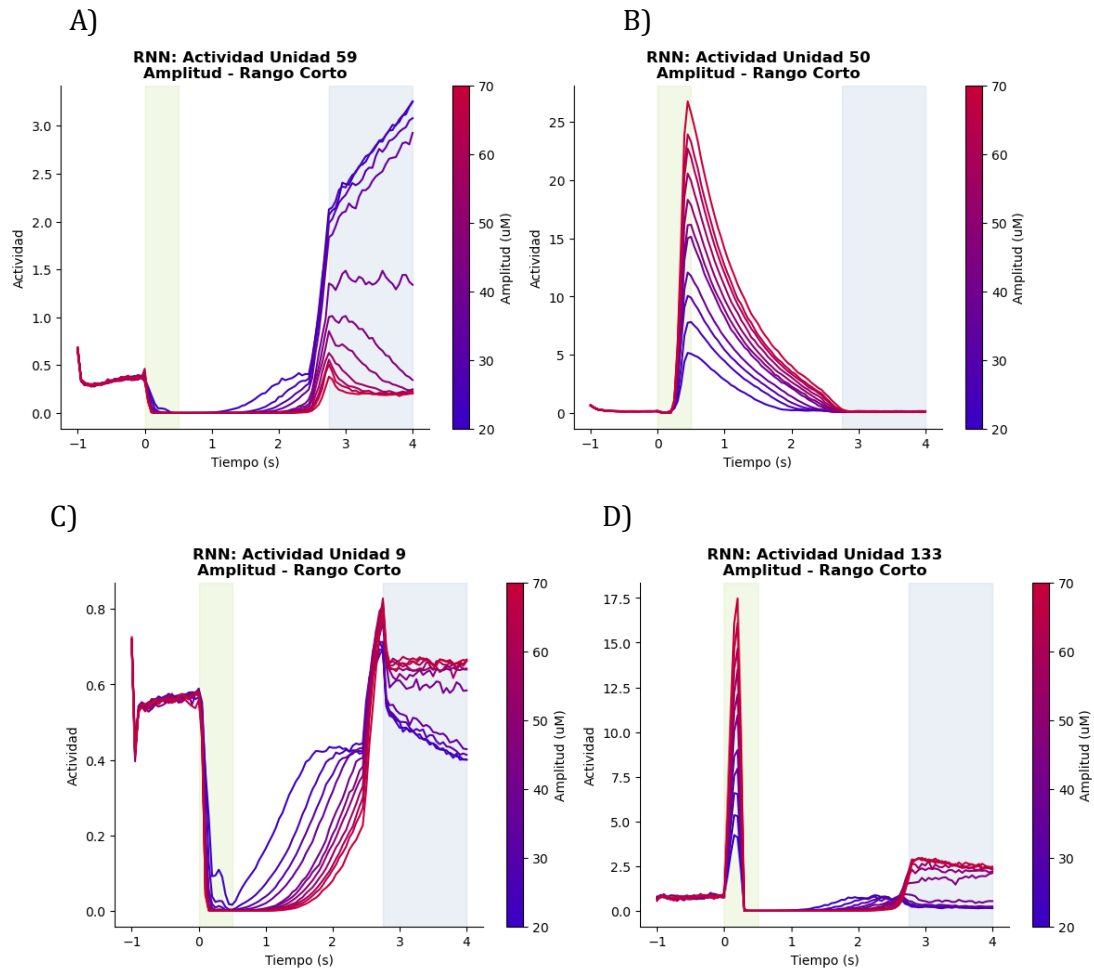 A)
RNN: Actividad Unidad 59
Amplitud - Rango Corto
3.0
2.5
2.0
1.5
1.0
0.5
0.0
Actividad
−1 0 1 2 3 4
Tiempo (s)
70
60
50
40
30
20
Amplitud (uM)
B)
RNN: Actividad Unidad 50
Amplitud - Rango Corto
25
20
15
10
5
0
Actividad
−1 0 1 2 3 4
Tiempo (s)
70
60
50
40
30
20
Amplitud (uM)
C)
RNN: Actividad Unidad 9
Amplitud - Rango Corto
0.8
0.6
0.4
0.2
0.0
Actividad
−1 0 1 2 3 4
Tiempo (s)
70
60
50
40
30
20
Amplitud (uM)
D)
RNN: Actividad Unidad 133
Amplitud - Rango Corto
17.5
15.0
12.5
10.0
7.5
5.0
2.5
0.0
Actividad
−1 0 1 2 3 4
Tiempo (s)
70
60
50
40
30
20
Amplitud (uM)